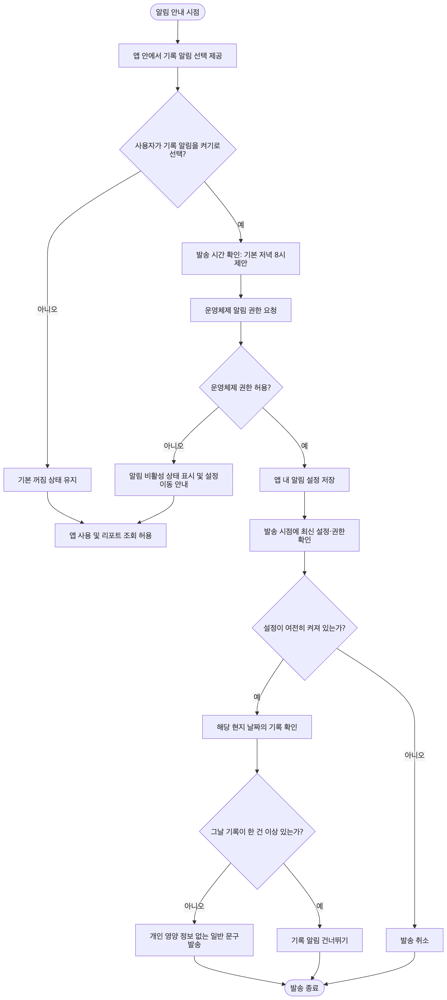 알림 안내 시점
앱 안에서 기록 알림 선택 제공
사용자가 기록 알림을 켜기로
선택?
예
발송 시간 확인: 기본 저녁 8시
제안
아니오
운영체제 알림 권한 요청
운영체제 권한 허용?
아니오
예
기본 꺼짐 상태 유지
알림 비활성 상태 표시 및 설정
이동 안내
앱 내 알림 설정 저장
앱 사용 및 리포트 조회 허용
발송 시점에 최신 설정·권한
확인
설정이 여전히 켜져 있는가?
예
해당 현지 날짜의 기록 확인
아니오
그날 기록이 한 건 이상 있는가?
아니오
예
개인 영양 정보 없는 일반 문구
발송
기록 알림 건너뛰기
발송 취소
발송 종료